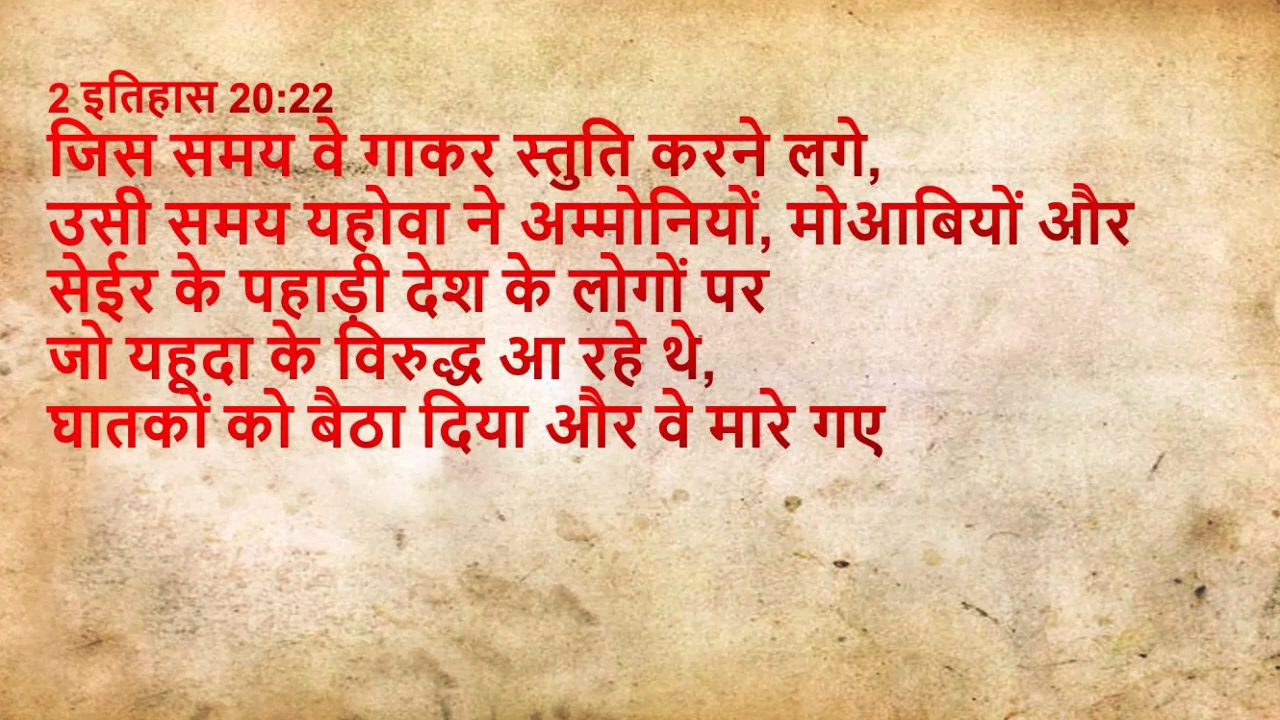 2 इतिहास 20:22
जिस समय वे गाकर स्तुति करने लगे,
उसी समय यहोवा ने अम्मोनियों, मोआबियों और
सेईर के पहाड़ी देश के लोगों पर
जो यहूदा के विरुद्ध आ रहे थे,
घातकों को बैठा दिया और वे मारे गए